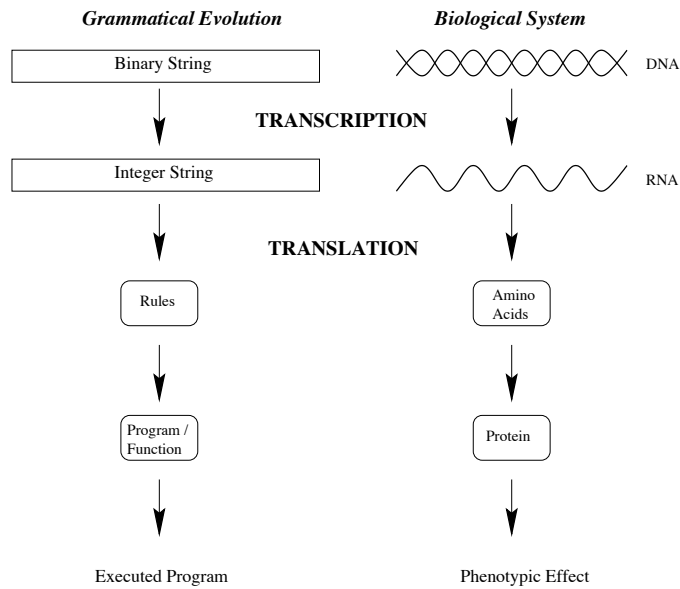 Grammatical Evolution
Biological System
Binary String
DNA
TRANSCRIPTION
Integer String
RNA
TRANSLATION
Rules
Amino
Acids
Program /
Function
Protein
Executed Program
Phenotypic Effect